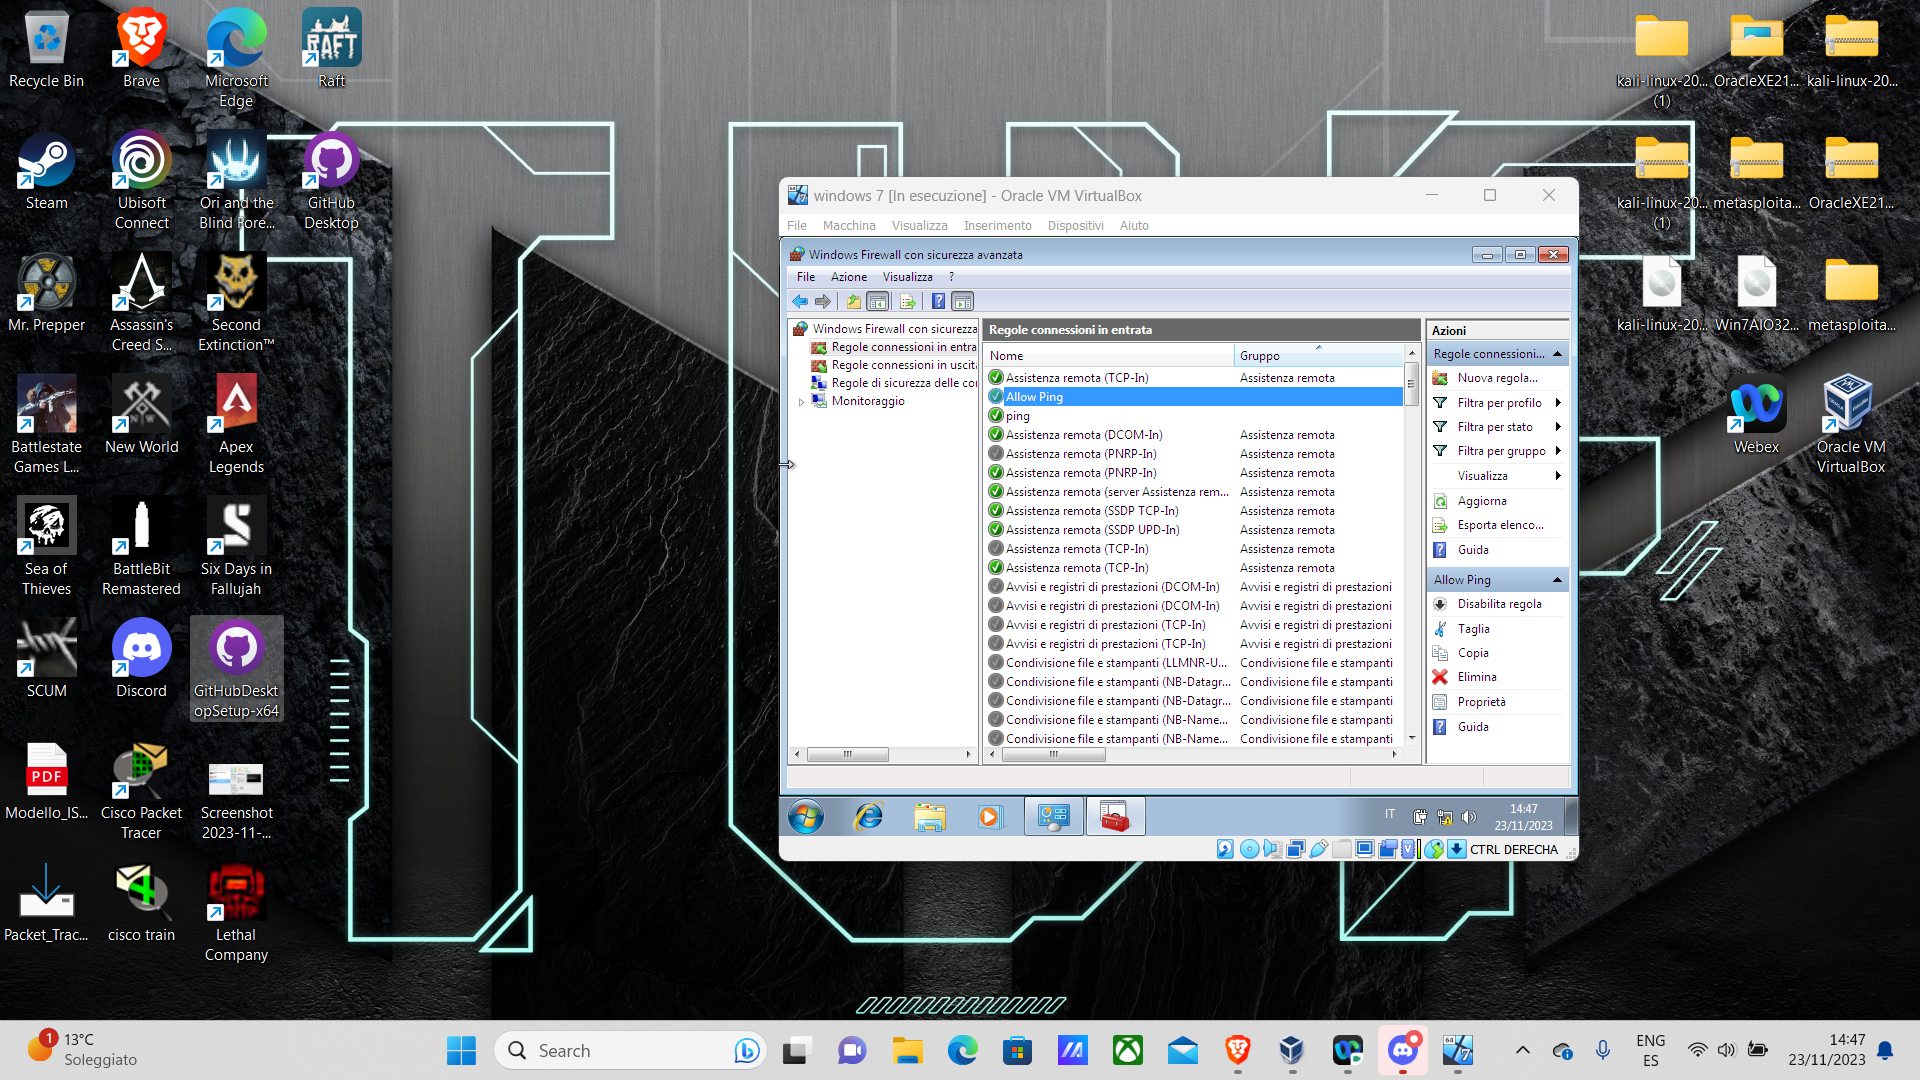 Recycle Bin
Brave
Microsoft
Edge
RAFT
Raft
Steam
Ubisoft
Connect
Ori and the
Blind Fore...
GitHub
Desktop
Mr. Prepper
Assassin's
Creed S...
Second
Extinction™
Battlestate
Games L...
New World
Apex
Legends
Sea of
Thieves
BattleBit
Remastered
Six Days in
Fallujah
SCUM
Discord
GitHubDeskt
opSetup-x64
PDF
Modello_IS...
Cisco Packet
Tracer
Screenshot
2023-11-...
Packet_Trac...
cisco train
Lethal
Company
kali-linux-20...
(1)
OracleXE21...
kali-linux-20...
kali-linux-20...
(1)
metasploita...
OracleXE21...
kali-linux-20...
Win7AIO32...
metasploita...
Webex
Oracle VM
VirtualBox
windows 7 [In esecuzione] - Oracle VM VirtualBox
File Macchina Visualizza Inserimento Dispositivi Aiuto
Windows Firewall con sicurezza avanzata
File Azione Visualizza ?
Windows Firewall con sicurezza
Regole connessioni in entra
Regole connessioni in uscit
Regole di sicurezza delle co
Monitoraggio
Regole connessioni in entrata
Nome Gruppo
Assistenza remota (TCP-In) Assistenza remota
Allow Ping
ping
Assistenza remota (DCOM-In) Assistenza remota
Assistenza remota (PNRP-In) Assistenza remota
Assistenza remota (PNRP-In) Assistenza remota
Assistenza remota (server Assistenza rem... Assistenza remota
Assistenza remota (SSDP TCP-In) Assistenza remota
Assistenza remota (SSDP UPD-In) Assistenza remota
Assistenza remota (TCP-In) Assistenza remota
Assistenza remota (TCP-In) Assistenza remota
Avvisi e registri di prestazioni (DCOM-In) Avvisi e registri di prestazioni
Avvisi e registri di prestazioni (DCOM-In) Avvisi e registri di prestazioni
Avvisi e registri di prestazioni (TCP-In) Avvisi e registri di prestazioni
Avvisi e registri di prestazioni (TCP-In) Avvisi e registri di prestazioni
Condivisione file e stampanti (LLMNR-U... Condivisione file e stampanti
Condivisione file e stampanti (NB-Datagr... Condivisione file e stampanti
Condivisione file e stampanti (NB-Datagr... Condivisione file e stampanti
Condivisione file e stampanti (NB-Name... Condivisione file e stampanti
Condivisione file e stampanti (NB-Name... Condivisione file e stampanti
Azioni
Regole connessioni...
Nuova regola...
Filtra per profilo
Filtra per stato
Filtra per gruppo
Visualizza
Aggiorna
Esporta elenco...
Guida
Allow Ping
Disabilita regola
Taglia
Copia
Elimina
Proprietà
Guida
IT
14:47
23/11/2023
CTRL DERECHA
1
13°C
Soleggiato
Search
64
7
ENG
ES
14:47
23/11/2023